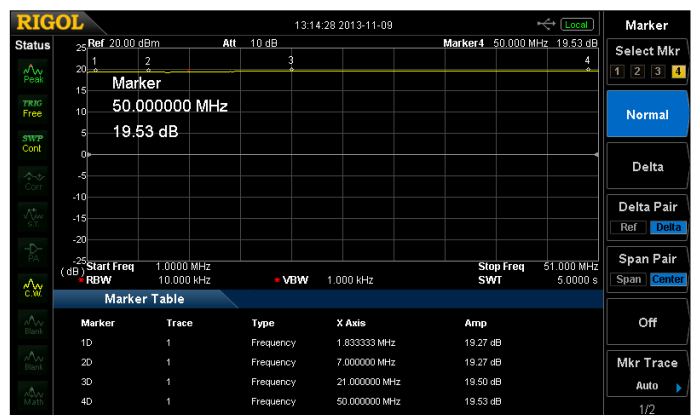 RIGOL 13:14:28 2013-11-09 Local
Status
Peak
TRIG
Free
SWP
Cont
Corr
S.T.
PA
C.W.
Blank
Blank
Math
Ref 20.00 dBm Att 10 dB Marker4 50.000 MHz 19.53 dB
25
20
15
10
5
0
-5
-10
-15
-20
-25
(dB)
1 2 3 4
Marker
50.000000 MHz
19.53 dB
Start Freq 1.0000 MHz Stop Freq 51.000 MHz
*RBW 10.000 kHz *VBW 1.000 kHz SWT 5.0000 s
Marker Table
Marker Trace Type X Axis Amp
1D 1 Frequency 1.833333 MHz 19.27 dB
2D 1 Frequency 7.000000 MHz 19.27 dB
3D 1 Frequency 21.000000 MHz 19.50 dB
4D 1 Frequency 50.000000 MHz 19.53 dB
Marker
Select Mkr
1 2 3 4
Normal
Delta
Delta Pair
Ref Delta
Span Pair
Span Center
Off
Mkr Trace
Auto
1/2